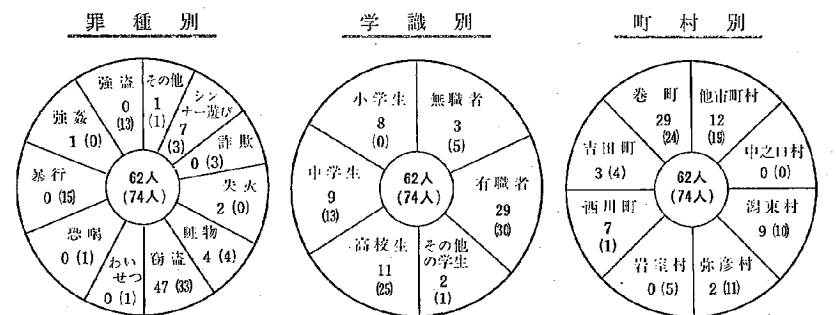 罪種別
その他
1
(1)
シンナー遊び
7
(3)
詐欺
0 (3)
失火
2 (0)
贓物
4 (4)
窃盗
47 (33)
わいせつ
0 (1)
恐喝
0 (1)
暴行
0 (15)
強姦
1 (0)
強盗
0
(13)
62人
(74人)
学識別
無職者
3
(5)
有職者
29
(30)
その他の学生
2
(1)
高校生
11
(25)
中学生
9
(13)
小学生
8
(0)
62人
(74人)
町村別
他市町村
12
(19)
中之口村
0 (0)
潟東村
9 (10)
弥彦村
2 (11)
岩室村
0 (5)
西川町
7
(1)
吉田町
3 (4)
巻町
29
(24)
62人
(74人)